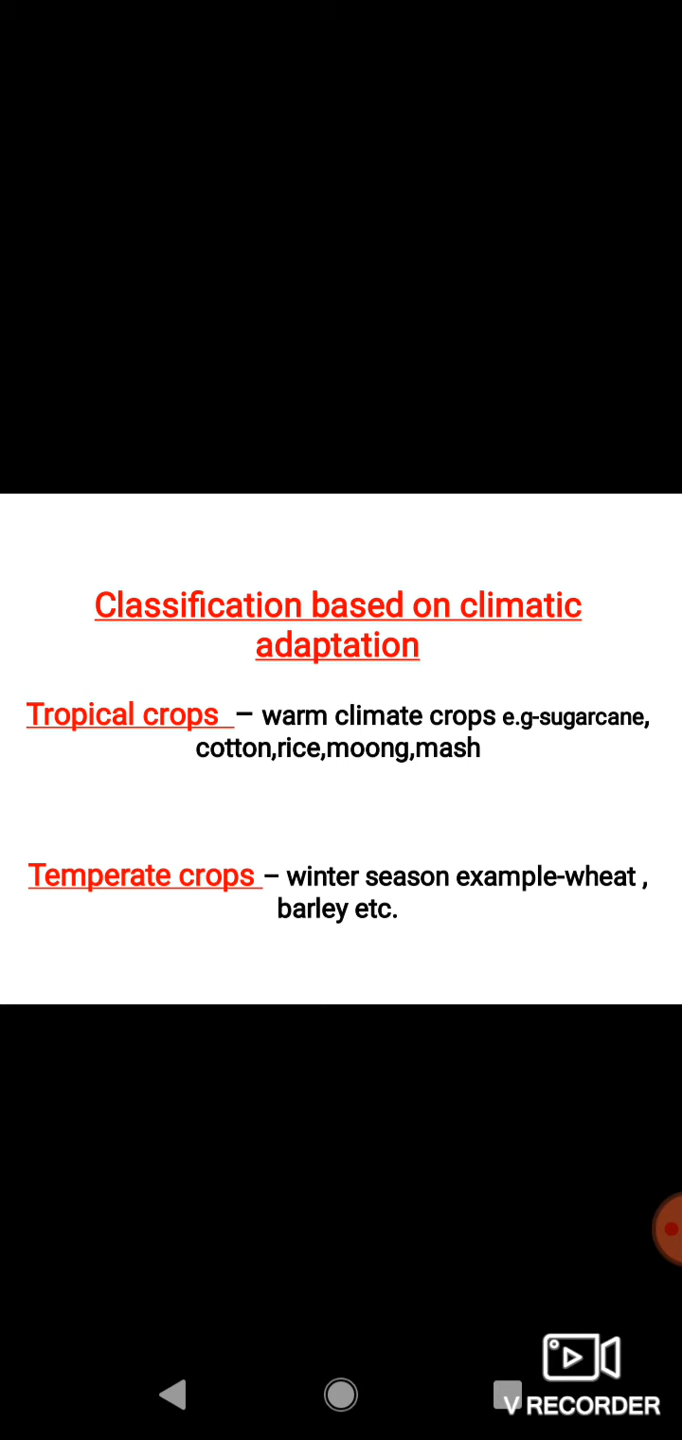 Classification based on climatic
adaptation
Tropical crops – warm climate crops e.g-sugarcane,
cotton,rice,moong,mash
Temperate crops – winter season example-wheat ,
barley etc.
V RECORDER